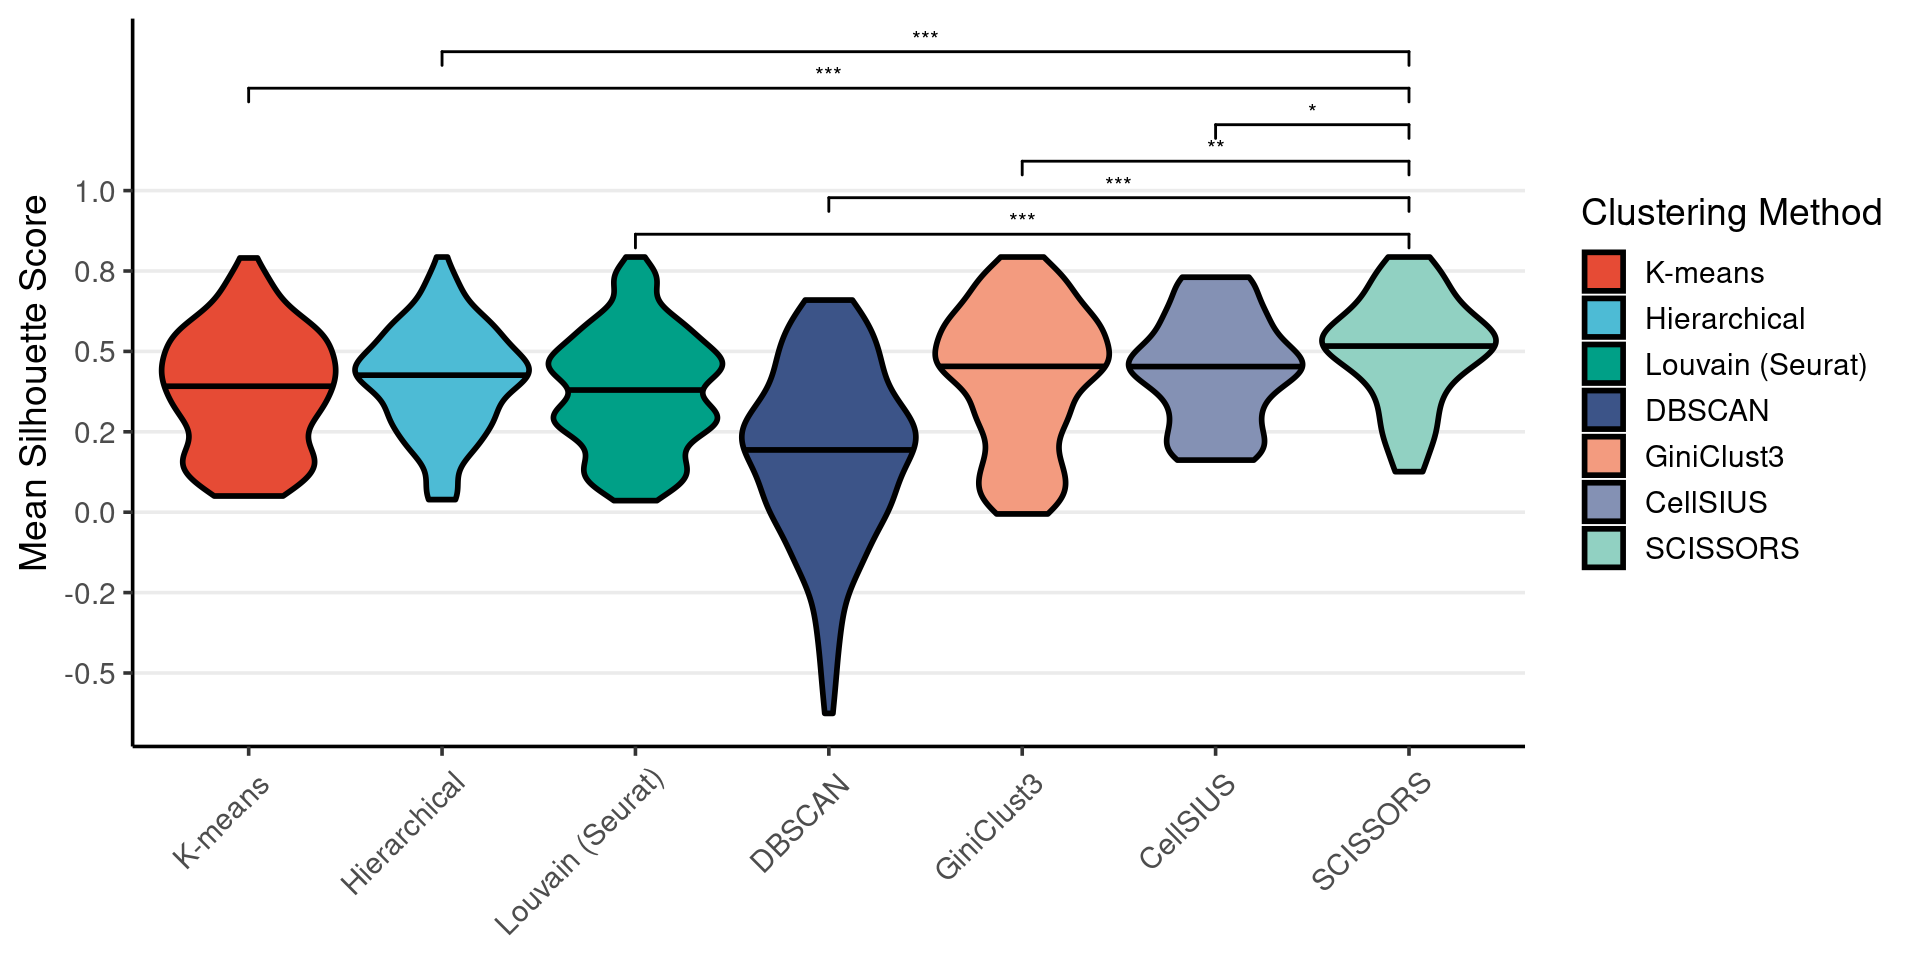 ***
***
*
**
***
***
Mean Silhouette Score
1.0
0.8
0.5
0.2
0.0
-0.2
-0.5
K-means
Hierarchical
Louvain (Seurat)
DBSCAN
GiniClust3
CellSIUS
SCISSORS
Clustering Method
K-means
Hierarchical
Louvain (Seurat)
DBSCAN
GiniClust3
CellSIUS
SCISSORS